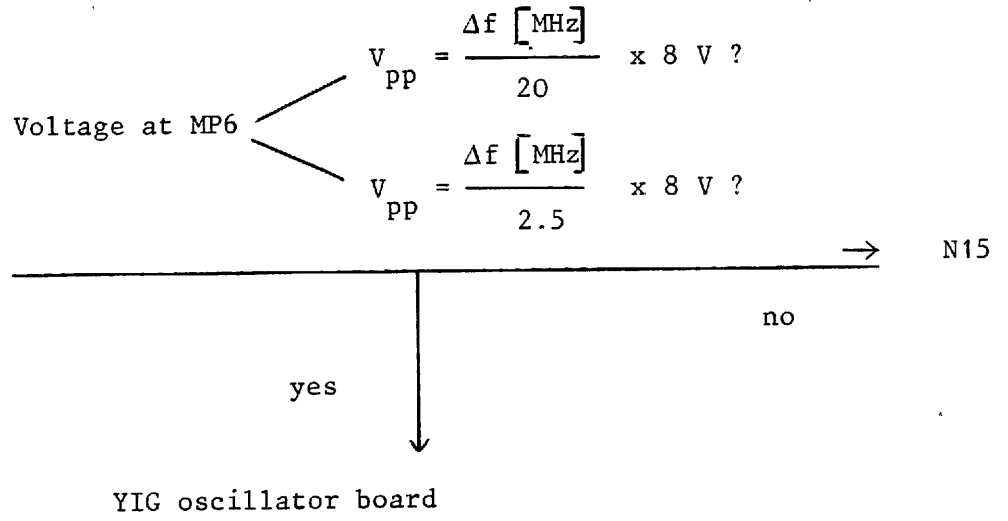 Δf [MHz]
V_pp = ———— x 8 V ?
20
Voltage at MP6
Δf [MHz]
V_pp = ———— x 8 V ?
2.5
→ N15
no
yes
YIG oscillator board